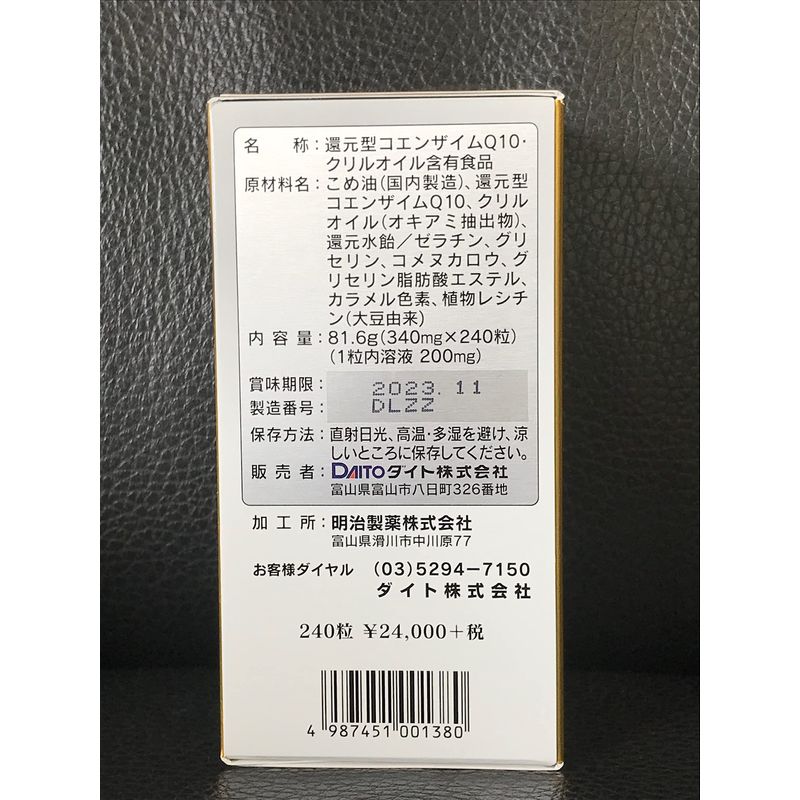 名　称：還元型コエンザイムQ10・
クリルオイル含有食品
原材料名：こめ油（国内製造）、還元型
コエンザイムQ10、クリル
オイル（オキアミ抽出物）、
還元水飴／ゼラチン、グリ
セリン、コメヌカロウ、グ
リセリン脂肪酸エステル、
カラメル色素、植物レシチ
ン（大豆由来）
内容量：81.6g（340mg×240粒）
（1粒内溶液 200mg）
賞味期限：2023.11
製造番号：DLZZ
保存方法：直射日光、高温・多湿を避け、涼
しいところに保存してください。
販売者：DAITOダイト株式会社
富山県富山市八日町326番地
加工所：明治製薬株式会社
富山県滑川市中川原77
お客様ダイヤル （03）5294-7150
ダイト株式会社
240粒 ¥24,000+税
4 987451 001380